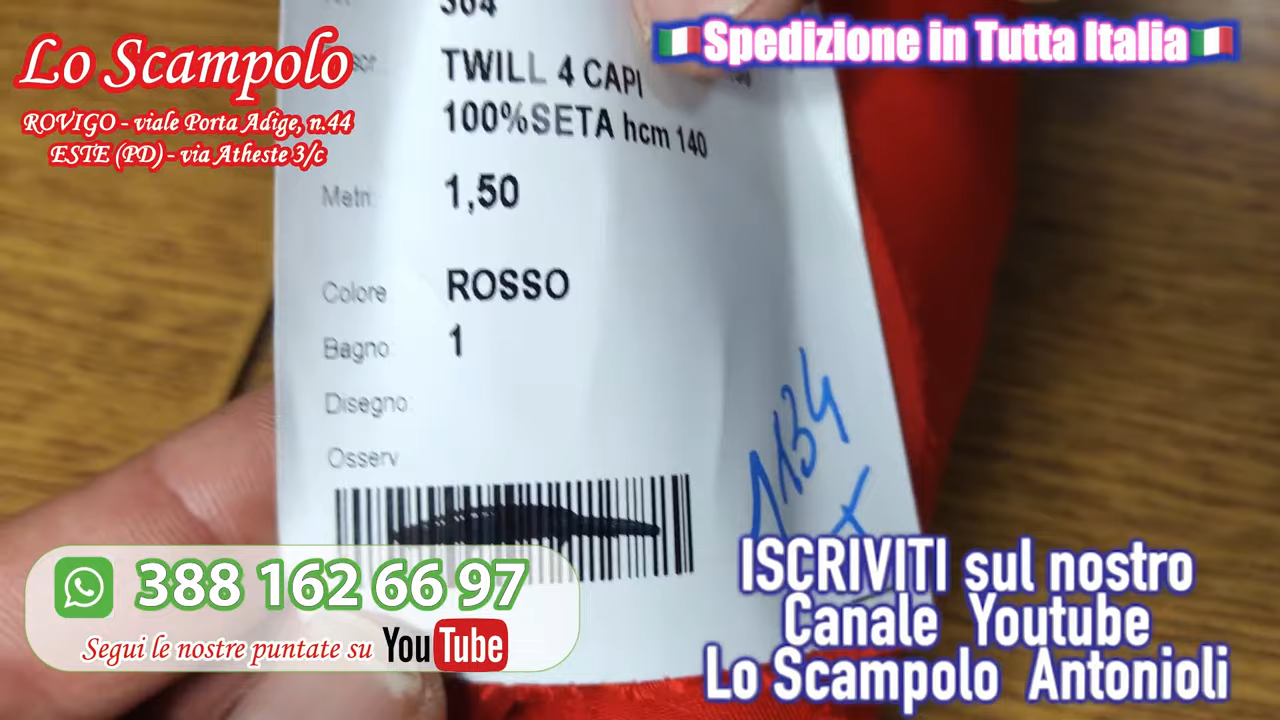 Lo Scampolo
ROVIGO - viale Porta Adige, n.44
ESTE (PD) - via Atheste 3/c
Spedizione in Tutta Italia
304
TWILL 4 CAPI
100%SETA hcm 140
Metri: 1,50
Colore ROSSO
Bagno: 1
Disegno:
Osserv
1134
388 162 66 97
Segui le nostre puntate su YouTube
ISCRIVITI sul nostro
Canale Youtube
Lo Scampolo Antonioli